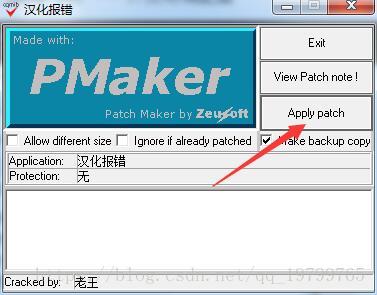 汉化报错
Made with:
PMaker
Patch Maker by Zeusoft
Exit
View Patch note !
Apply patch
Allow different size
Ignore if already patched
Make backup copy
Application: 汉化报错
Protection: 无
https://blog.csdn.net/qq_19799765
Cracked by: 老王